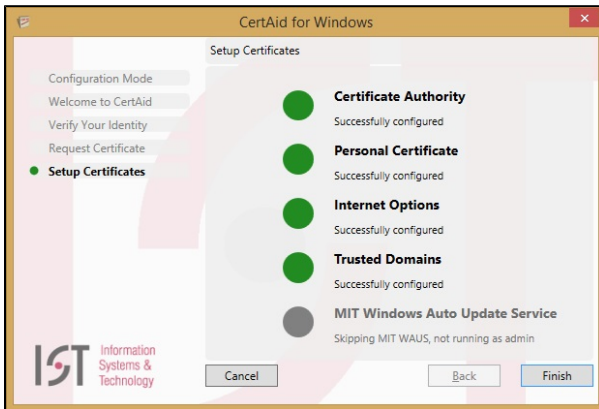 CertAid for Windows
Setup Certificates
Configuration Mode
Welcome to CertAid
Verify Your Identity
Request Certificate
Setup Certificates
Certificate Authority
Successfully configured
Personal Certificate
Successfully configured
Internet Options
Successfully configured
Trusted Domains
Successfully configured
MIT Windows Auto Update Service
Skipping MIT WAUS, not running as admin
IST
Information
Systems &
Technology
Cancel
Back
Finish